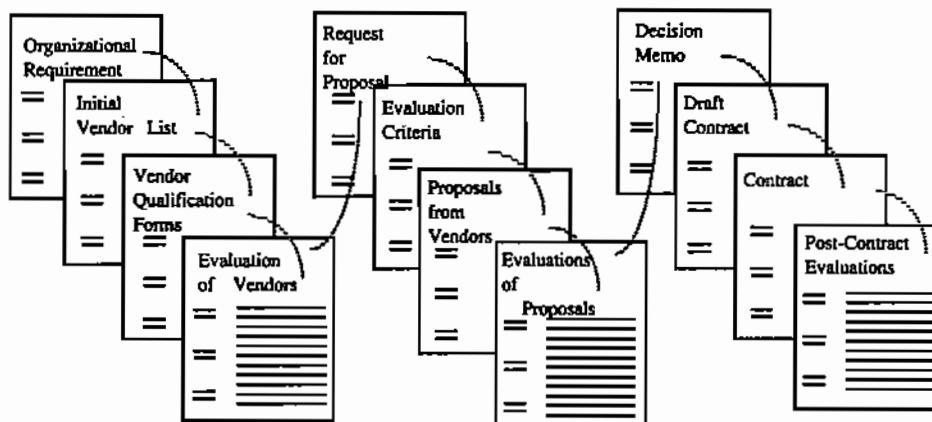 Organizational
Requirement
Initial
Vendor List
Vendor
Qualification
Forms
Evaluation
of Vendors
Request
for
Proposal
Evaluation
Criteria
Proposals
from
Vendors
Evaluations
of
Proposals
Decision
Memo
Draft
Contract
Contract
Post-Contract
Evaluations